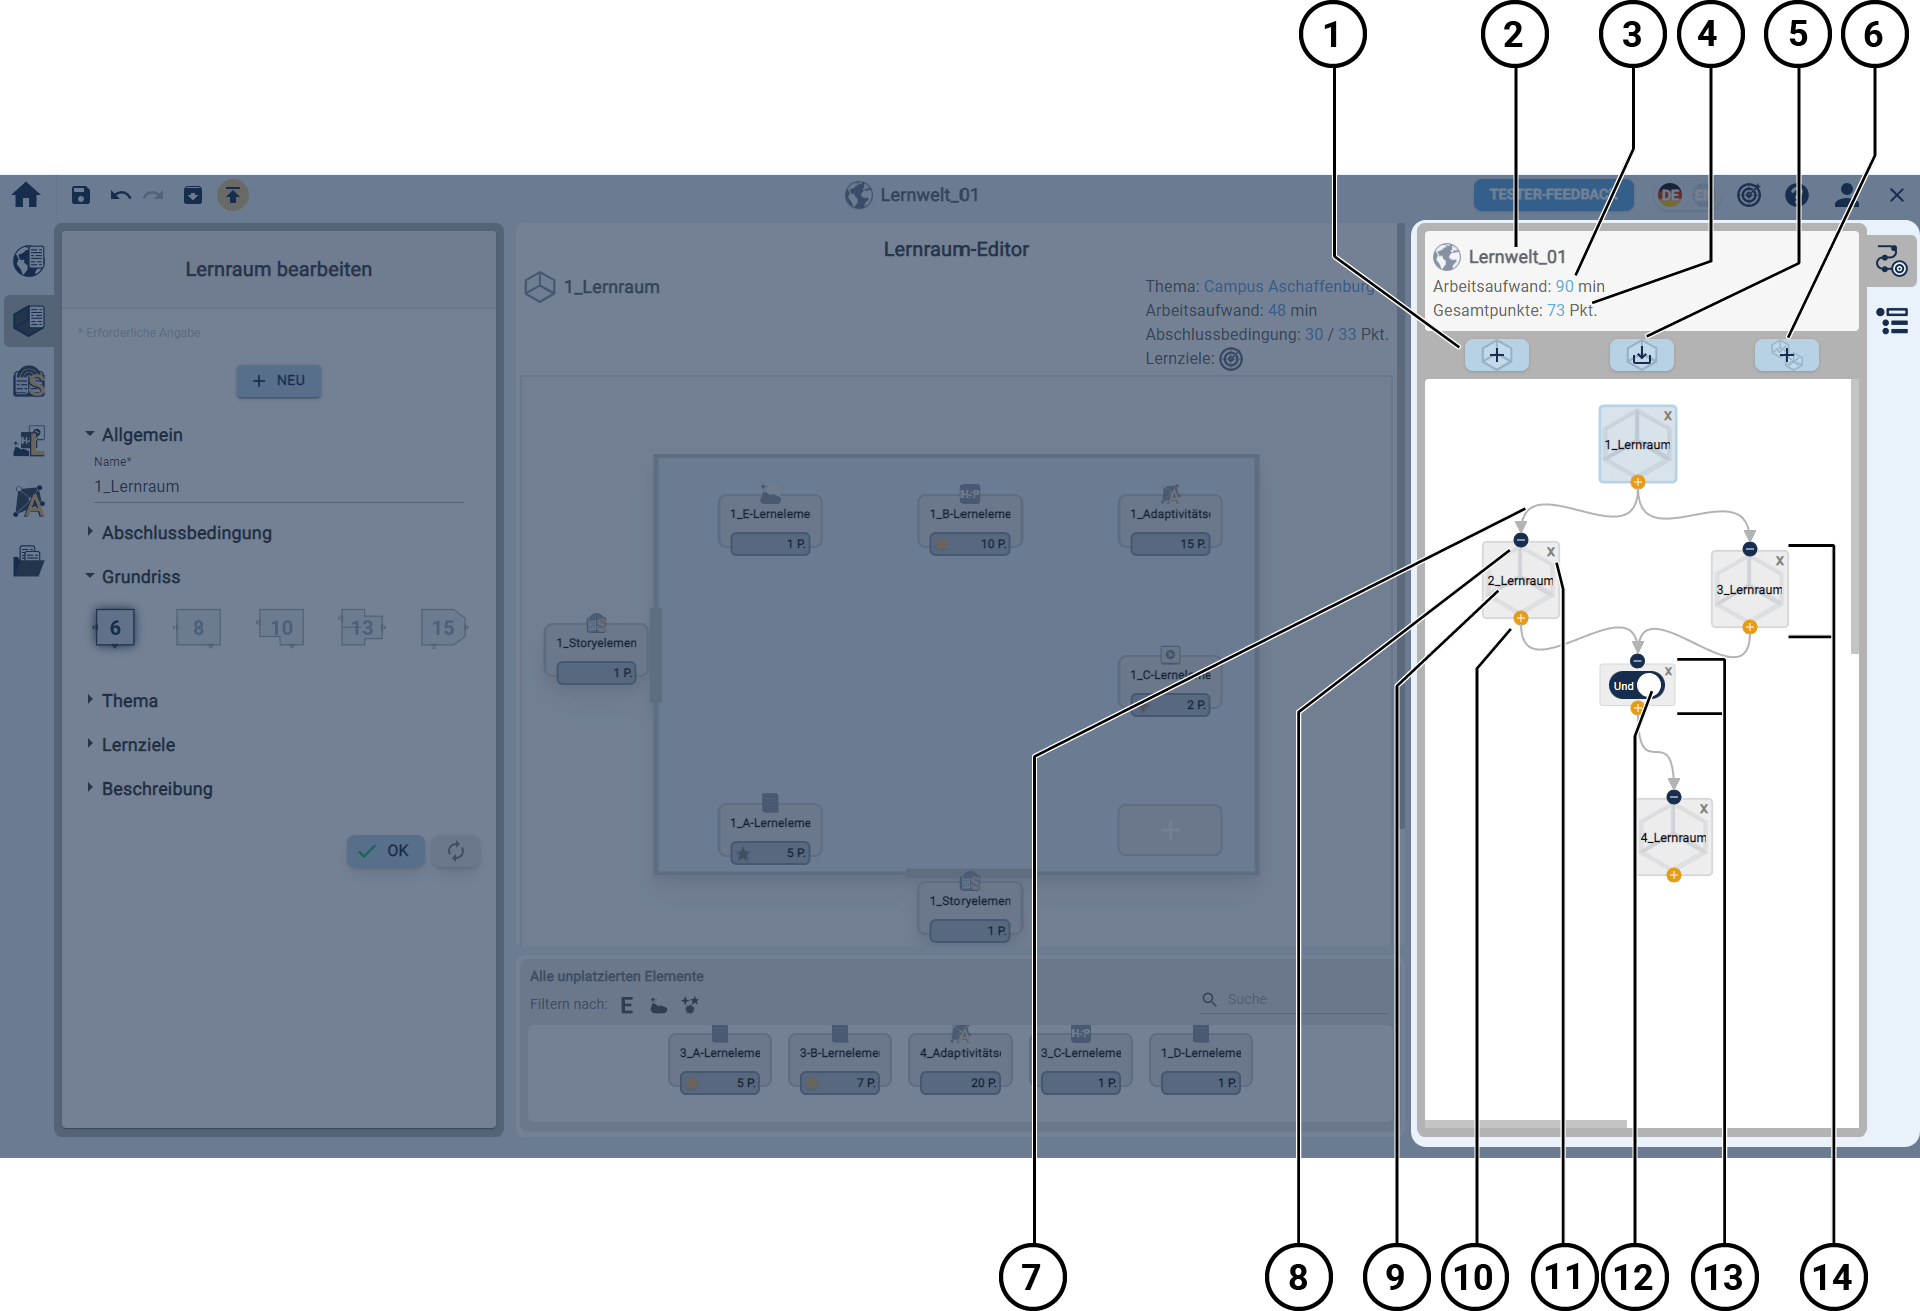 1
2
3
4
5
6
Lernwelt_01
TESTER-FEEDBACK
DE
EN
Lernraum bearbeiten
* Erforderliche Angabe
NEU
Allgemein
Name*
1_Lernraum
Abschlussbedingung
Grundriss
6
8
10
13
15
Thema
Lernziele
Beschreibung
OK
Lernraum-Editor
1_Lernraum
Thema: Campus Aschaffenburg
Arbeitsaufwand: 48 min
Abschlussbedingung: 30 / 33 Pkt.
Lernziele:
1_E-Lerneleme
1 P.
H-P
1_B-Lerneleme
10 P.
1_Adaptivitäts
15 P.
1_Storyelemen
1 P.
1_C-Lerneleme
2 P.
1_A-Lerneleme
5 P.
1_Storyelemen
1 P.
Alle unplatzierten Elemente
Filtern nach:
E
Suche
3_A-Lerneleme
5 P.
3-B-Lerneleme
7 P.
4_Adaptivitäts
20 P.
H-P
3_C-Lerneleme
1 P.
1_D-Lerneleme
1 P.
Lernwelt_01
Arbeitsaufwand: 90 min
Gesamtpunkte: 73 Pkt.
x
1_Lernraum
x
2_Lernraum
x
3_Lernraum
x
Und
x
4_Lernraum
7
8
9
10
11
12
13
14